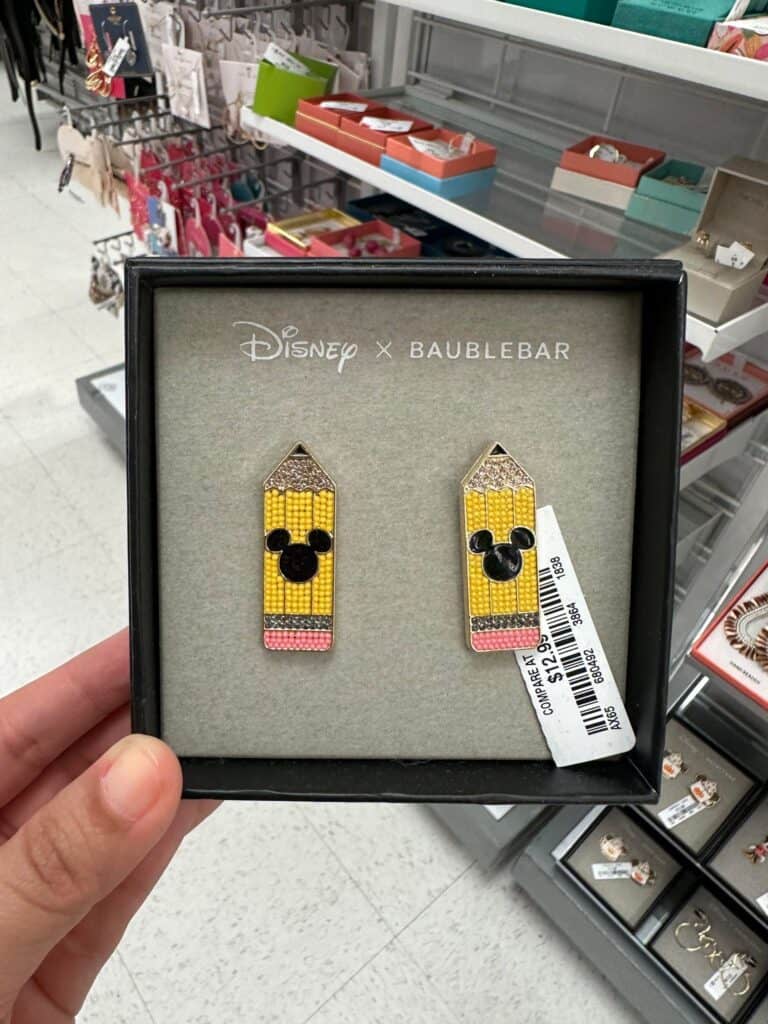 Disney X BAUBLEBAR
COMPARE AT
$12.99
1838
3864
680492
AX65